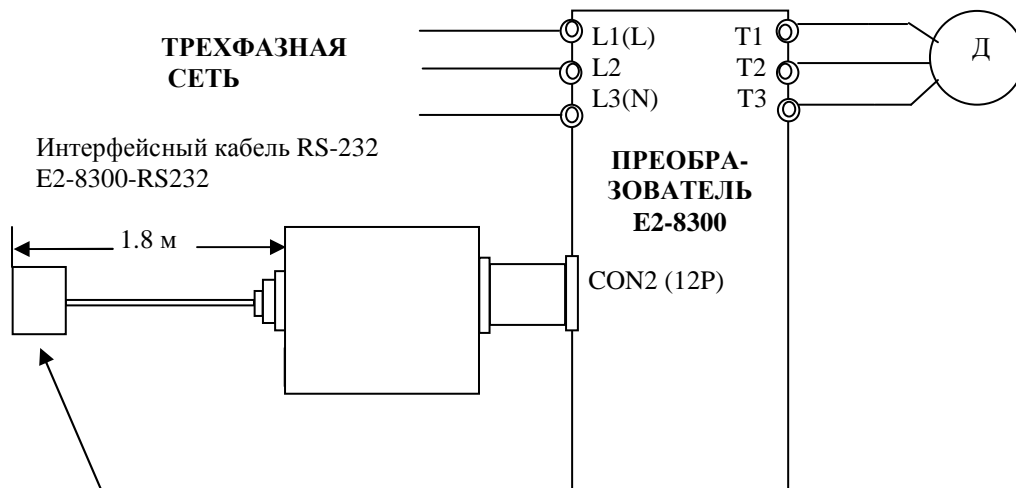 ТРЕХФАЗНАЯ
СЕТЬ
L1(L)
L2
L3(N)
T1
T2
T3
Д
Интерфейсный кабель RS-232
E2-8300-RS232
ПРЕОБРА-
ЗОВАТЕЛЬ
E2-8300
1.8 м
CON2 (12P)